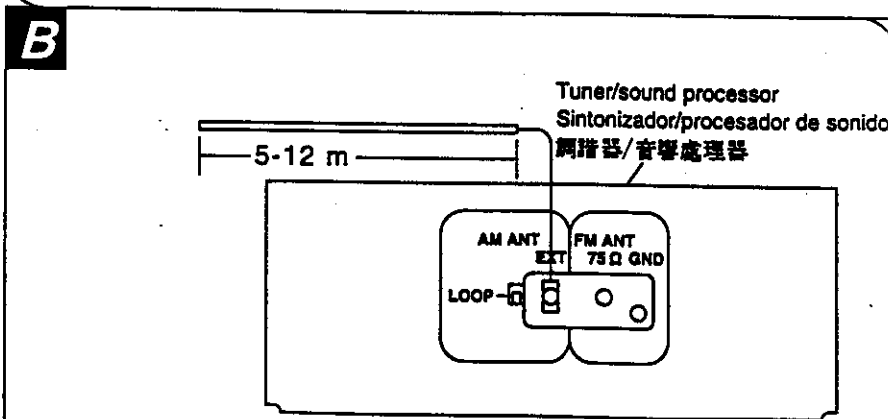 B
Tuner/sound processor
Sintonizador/procesador de sonido
調諧器/音響處理器
5-12 m
AM ANT
EXT
FM ANT
75Ω GND
LOOP